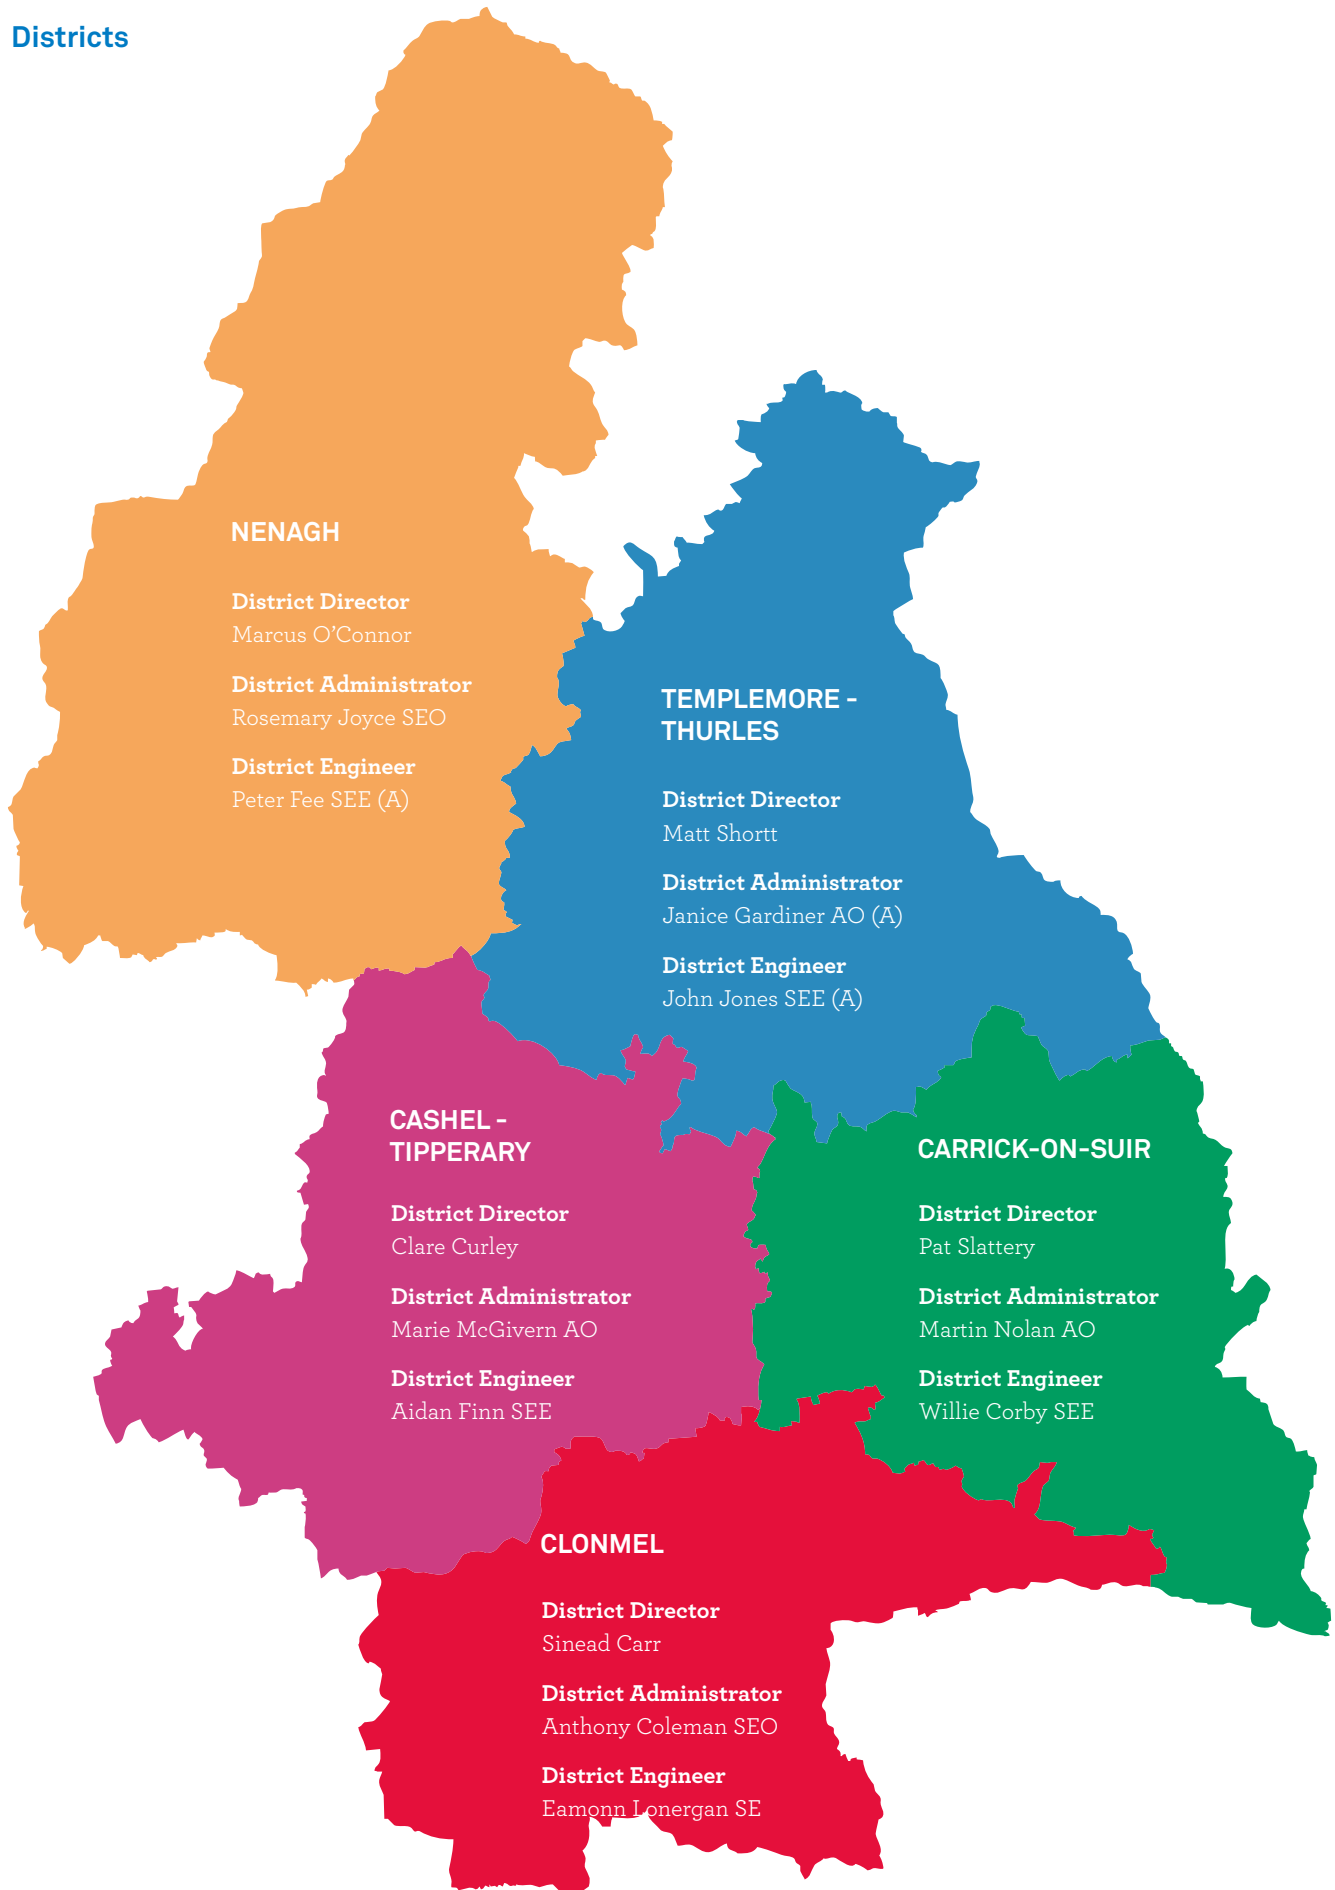 Districts
NENAGH
District Director
Marcus O’Connor
District Administrator
Rosemary Joyce SEO
District Engineer
Peter Fee SEE (A)
TEMPLEMORE -
THURLES
District Director
Matt Shortt
District Administrator
Janice Gardiner AO (A)
District Engineer
John Jones SEE (A)
CASHEL -
TIPPERARY
District Director
Clare Curley
District Administrator
Marie McGivern AO
District Engineer
Aidan Finn SEE
CARRICK-ON-SUIR
District Director
Pat Slattery
District Administrator
Martin Nolan AO
District Engineer
Willie Corby SEE
CLONMEL
District Director
Sinead Carr
District Administrator
Anthony Coleman SEO
District Engineer
Eamonn Lonergan SE